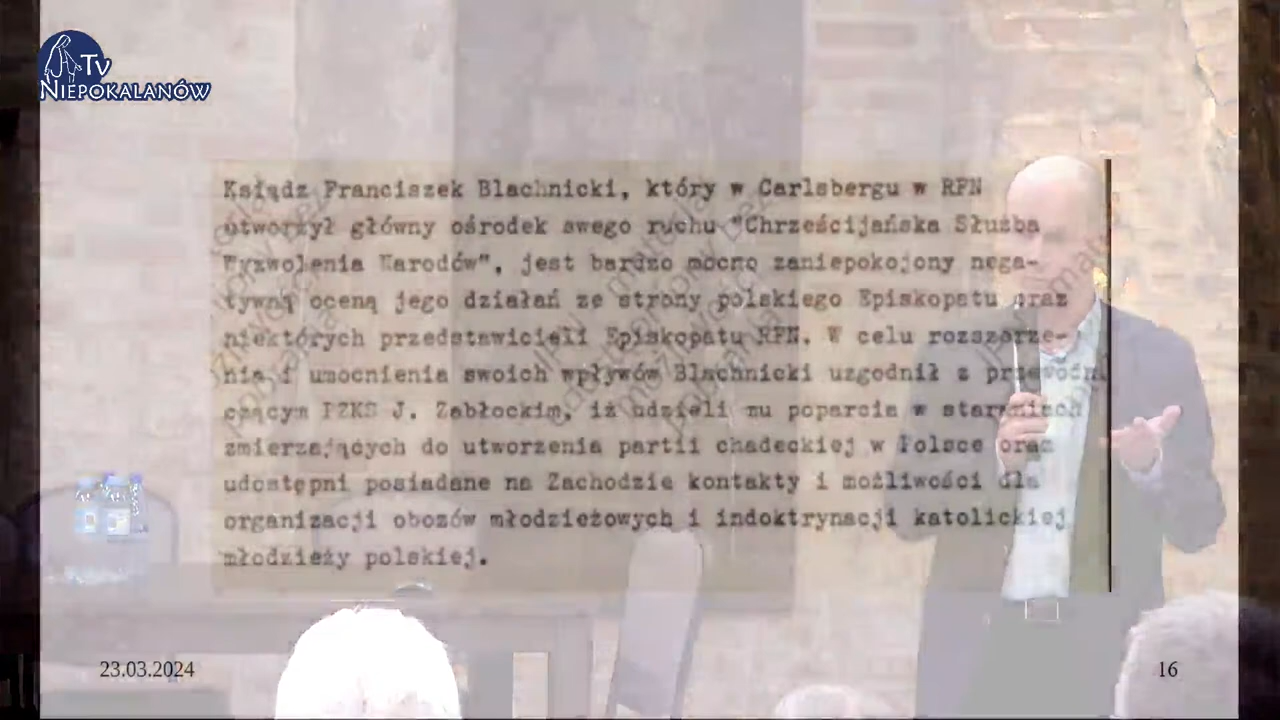 Tv
NIEPOKALANÓW
Ksiądz Franciszek Blachnicki, który w Carlsbergu w RFN
utworzył główny ośrodek swego ruchu "Chrześcijańska Służba
Wyzwolenia Narodów", jest bardzo mocno zaniepokojony nega-
tywną oceną jego działań ze strony polskiego Episkopatu oraz
niektórych przedstawicieli Episkopatu RFN. W celu rozszerze-
nia i umocnienia swoich wpływów Blachnicki uzgodnił z przewodni
czącym PZKS J. Zabłockim, iż udzieli mu poparcia w staraniach
zmierzających do utworzenia partii chadeckiej w Polsce oraz
udostępni posiadane na Zachodzie kontakty i możliwości dla
organizacji obozów młodzieżowych i indoktrynacji katolickiej
młodzieży polskiej.
23.03.2024
16